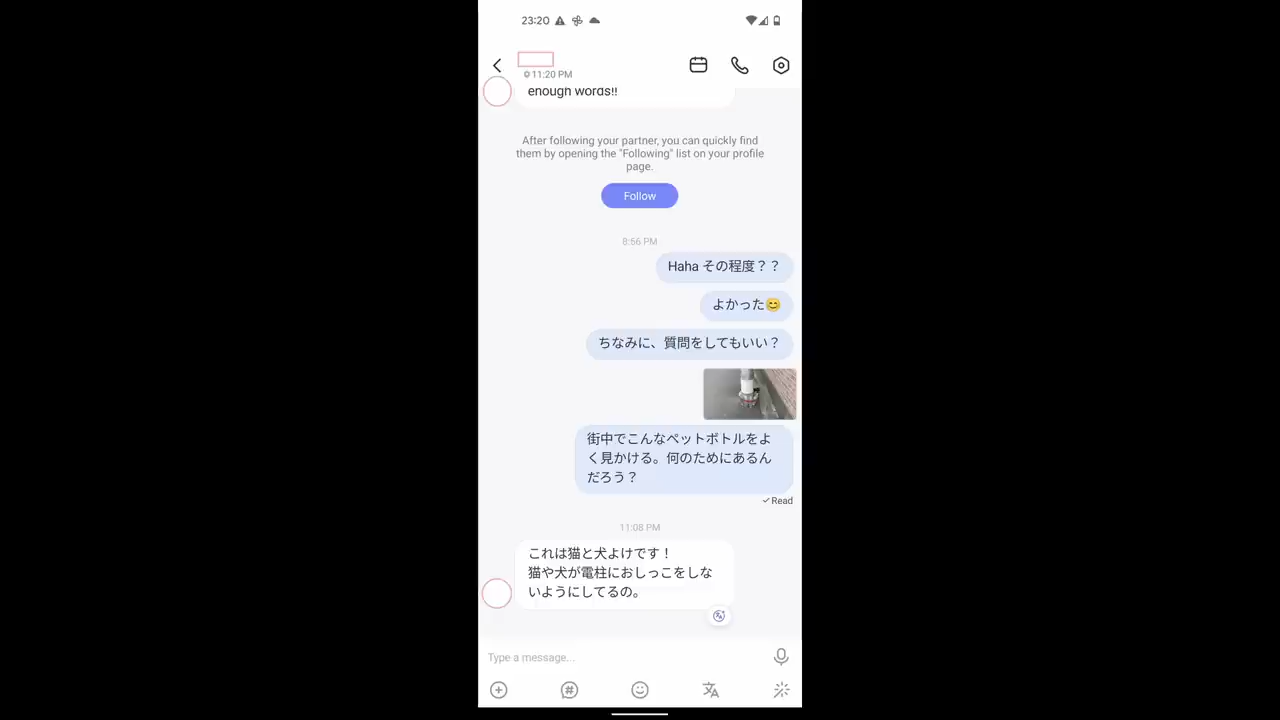 23:20
11:20 PM
enough words!!
After following your partner, you can quickly find
them by opening the "Following" list on your profile
page.
Follow
8:56 PM
Haha その程度？？
よかった😊
ちなみに、質問をしてもいい？
街中でこんなペットボトルをよ
く見かける。何のためにあるん
だろう？
Read
11:08 PM
これは猫と犬よけです！
猫や犬が電柱におしっこをしな
いようにしてるの。
Type a message...